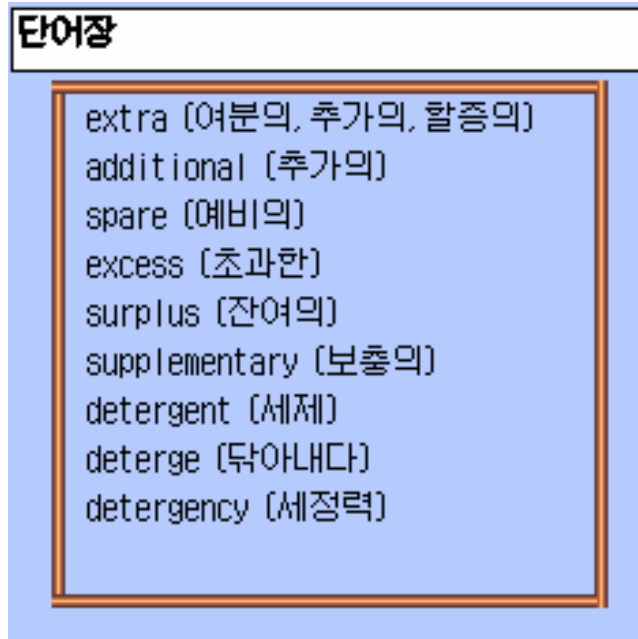 단어장
extra (여분의, 추가의, 할증의)
additional (추가의)
spare (예비의)
excess (초과한)
surplus (잔여의)
supplementary (보충의)
detergent (세제)
deterge (닦아내다)
detergency (세정력)